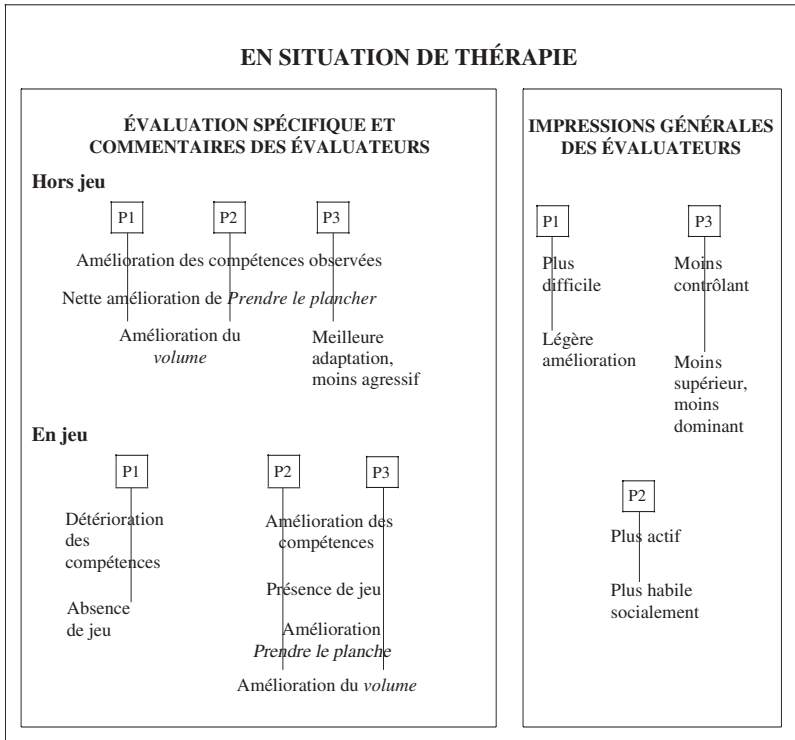 EN SITUATION DE THÉRAPIE
ÉVALUATION SPÉCIFIQUE ET
COMMENTAIRES DES ÉVALUATEURS
Hors jeu
P1 P2 P3
Amélioration des compétences observées
Nette amélioration de Prendre le plancher
Amélioration du
volume
Meilleure
adaptation,
moins agressif
En jeu
P1 P2 P3
Détérioration
des
compétences
Absence
de jeu
Amélioration des
compétences
Présence de jeu
Amélioration
Prendre le planche
Amélioration du volume
IMPRESSIONS GÉNÉRALES
DES ÉVALUATEURS
P1 P3
Plus
difficile
Légère
amélioration
Moins
contrôlant
Moins
supérieur,
moins
dominant
P2
Plus actif
Plus habile
socialement